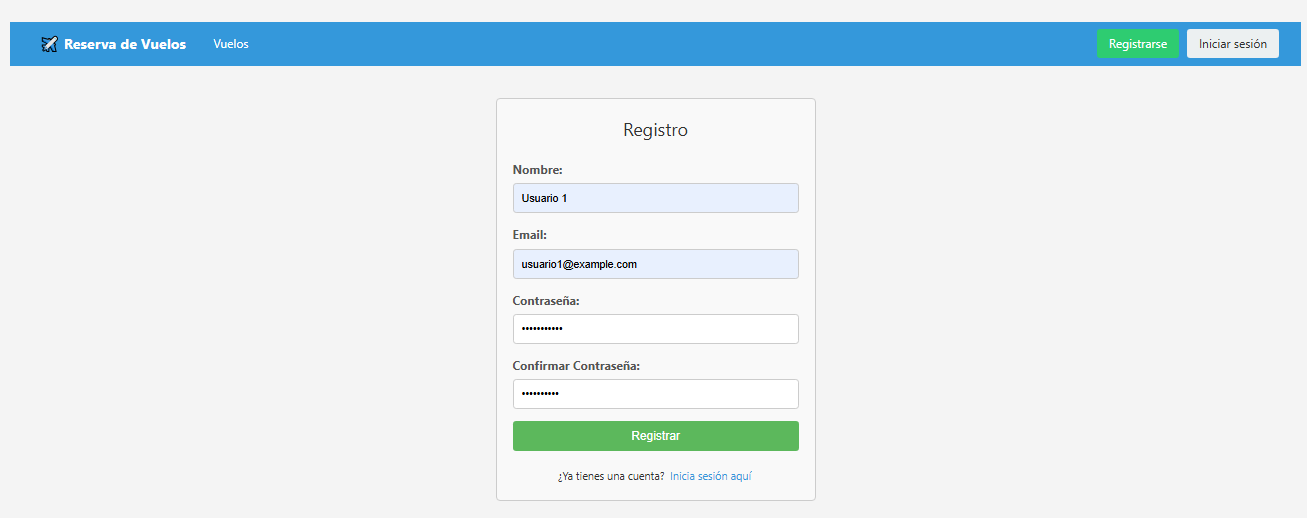 Reserva de Vuelos Vuelos Registrarse Iniciar sesión
Registro
Nombre:
Usuario 1
Email:
usuario1@example.com
Contraseña:
•••••••••••
Confirmar Contraseña:
••••••••••
Registrar
¿Ya tienes una cuenta? Inicia sesión aquí